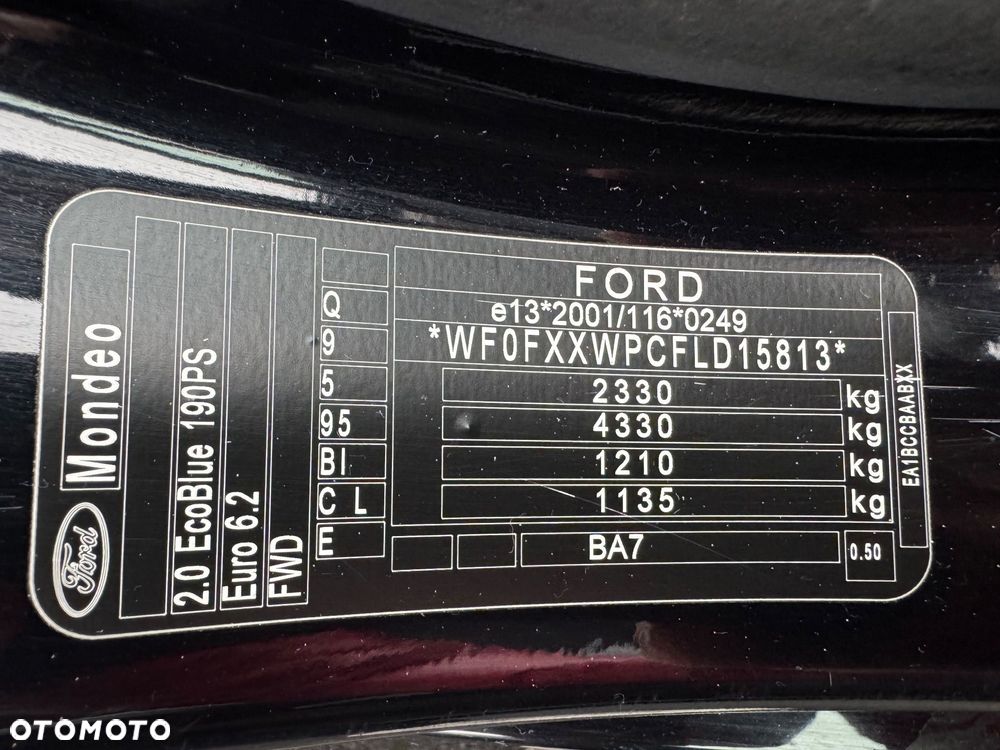 Ford
Mondeo
2.0 EcoBlue 190PS
Euro 6.2
FWD
Q
9
5
95
BI
C L
E
FORD
e13*2001/116*0249
*WF0FXXWPCFLD15813*
2330 kg
4330 kg
1210 kg
1135 kg
BA7
0.50
EA1BCCBAABXX
OTOMOTO